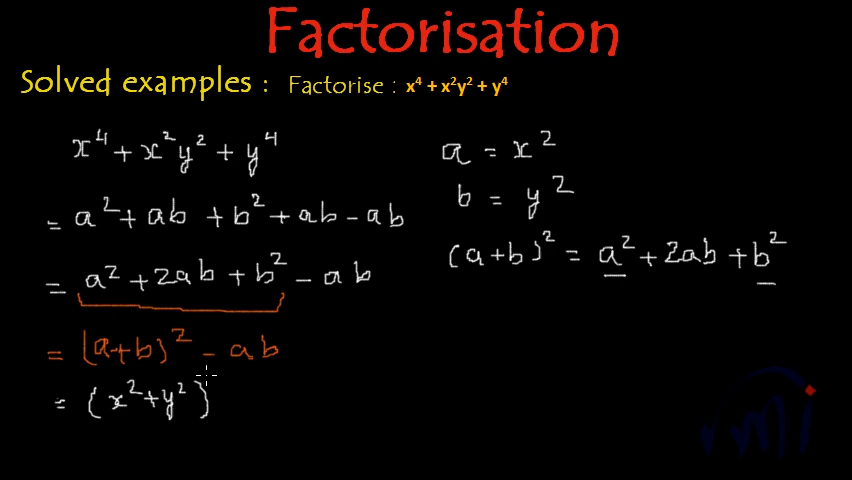 Factorisation
Solved examples : Factorise : x⁴ + x²y² + y⁴
x⁴ + x²y² + y⁴
= a² + ab + b² + ab - ab
= a² + 2ab + b² - ab
= (a+b)² - ab
= (x² + y²)
a = x²
b = y²
(a+b)² = a² + 2ab + b²
vmi